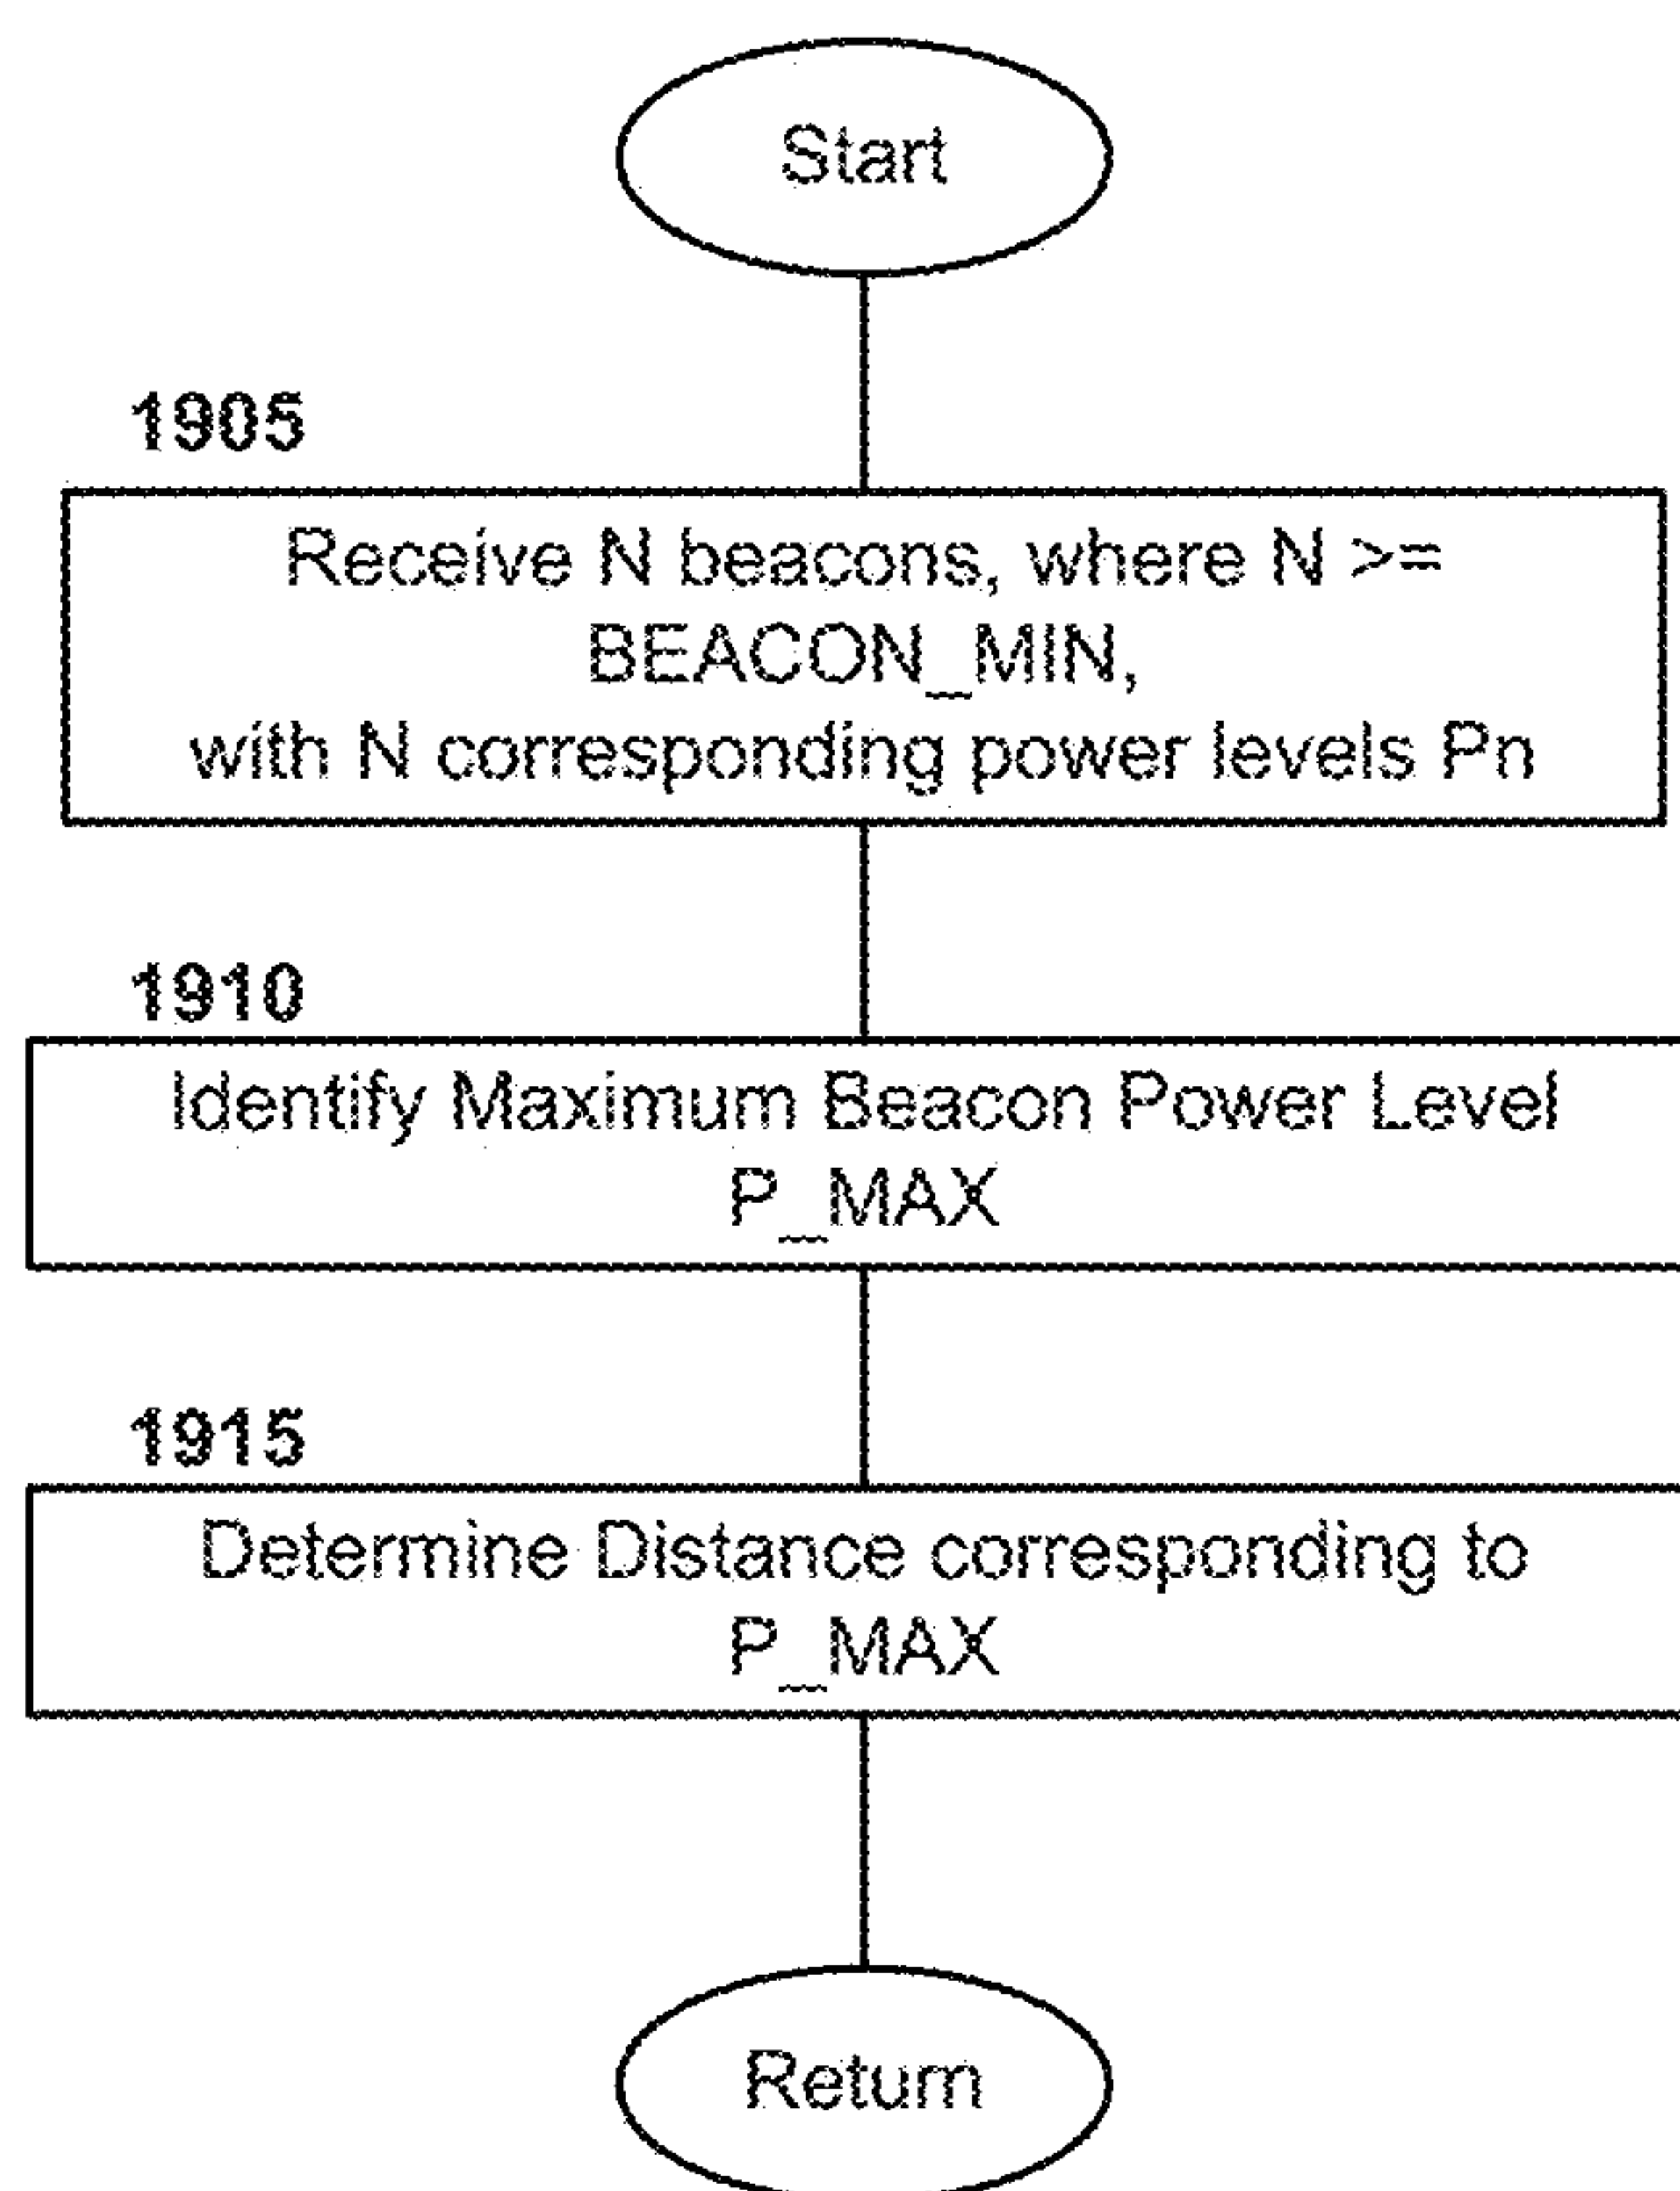 Start
1905
Receive N beacons, where N >=
BEACON_MIN,
with N corresponding power levels Pn
1910
Identify Maximum Beacon Power Level
P_MAX
1915
Determine Distance corresponding to
P_MAX
Return